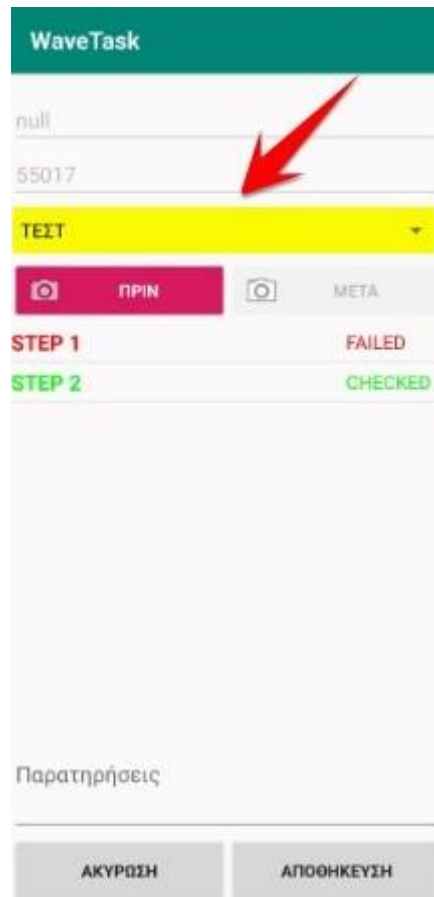 WaveTask
null
55017
ΤΕΣΤ
ΠΡΙΝ ΜΕΤΑ
STEP 1 FAILED
STEP 2 CHECKED
Παρατηρήσεις
ΑΚΥΡΩΣΗ ΑΠΟΘΗΚΕΥΣΗ